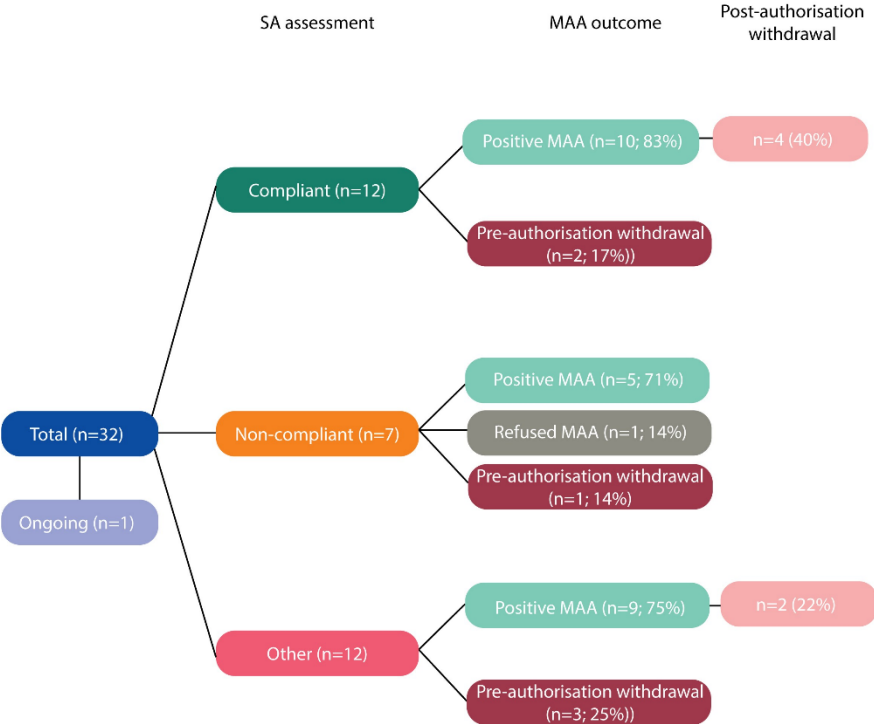 SA assessment
MAA outcome
Post-authorisation
withdrawal
Positive MAA (n=10; 83%)
n=4 (40%)
Compliant (n=12)
Pre-authorisation withdrawal
(n=2; 17%))
Positive MAA (n=5; 71%)
Total (n=32)
Non-compliant (n=7)
Refused MAA (n=1; 14%)
Pre-authorisation withdrawal
(n=1; 14%)
Ongoing (n=1)
Positive MAA (n=9; 75%)
n=2 (22%)
Other (n=12)
Pre-authorisation withdrawal
(n=3; 25%))